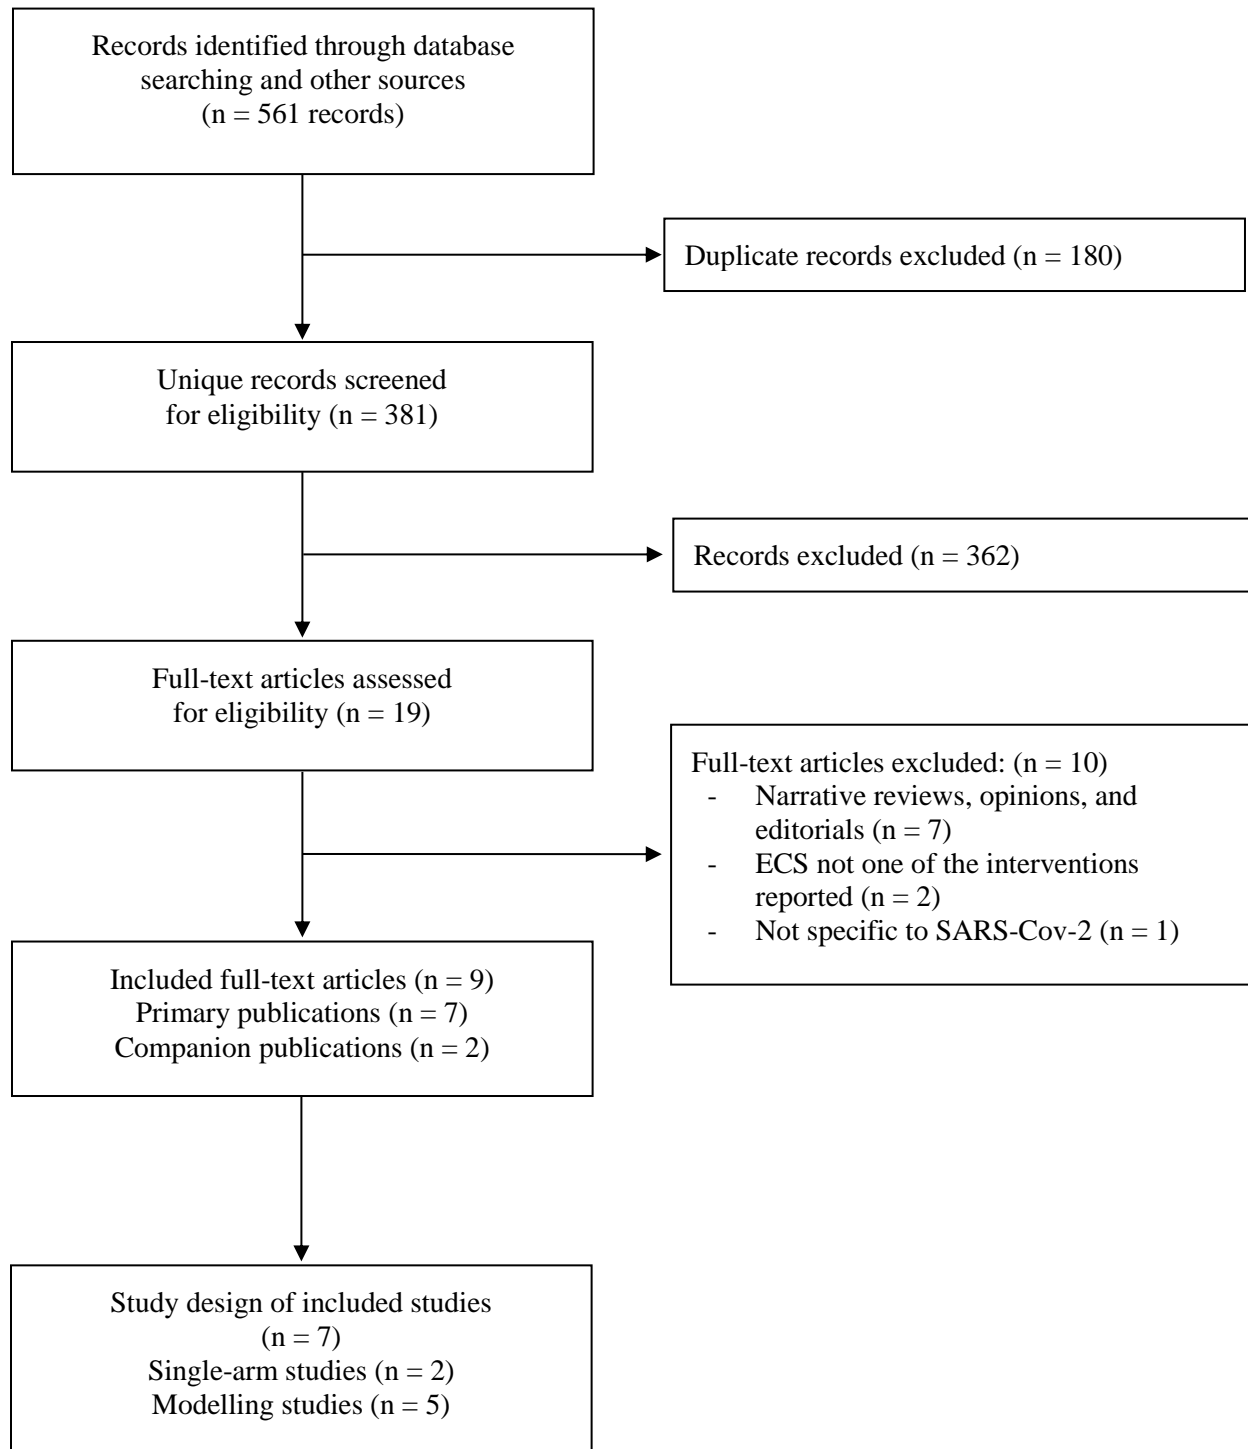 Records identified through database
searching and other sources
(n = 561 records)
Duplicate records excluded (n = 180)
Unique records screened
for eligibility (n = 381)
Records excluded (n = 362)
Full-text articles assessed
for eligibility (n = 19)
Full-text articles excluded: (n = 10)
- Narrative reviews, opinions, and
editorials (n = 7)
- ECS not one of the interventions
reported (n = 2)
- Not specific to SARS-Cov-2 (n = 1)
Included full-text articles (n = 9)
Primary publications (n = 7)
Companion publications (n = 2)
Study design of included studies
(n = 7)
Single-arm studies (n = 2)
Modelling studies (n = 5)